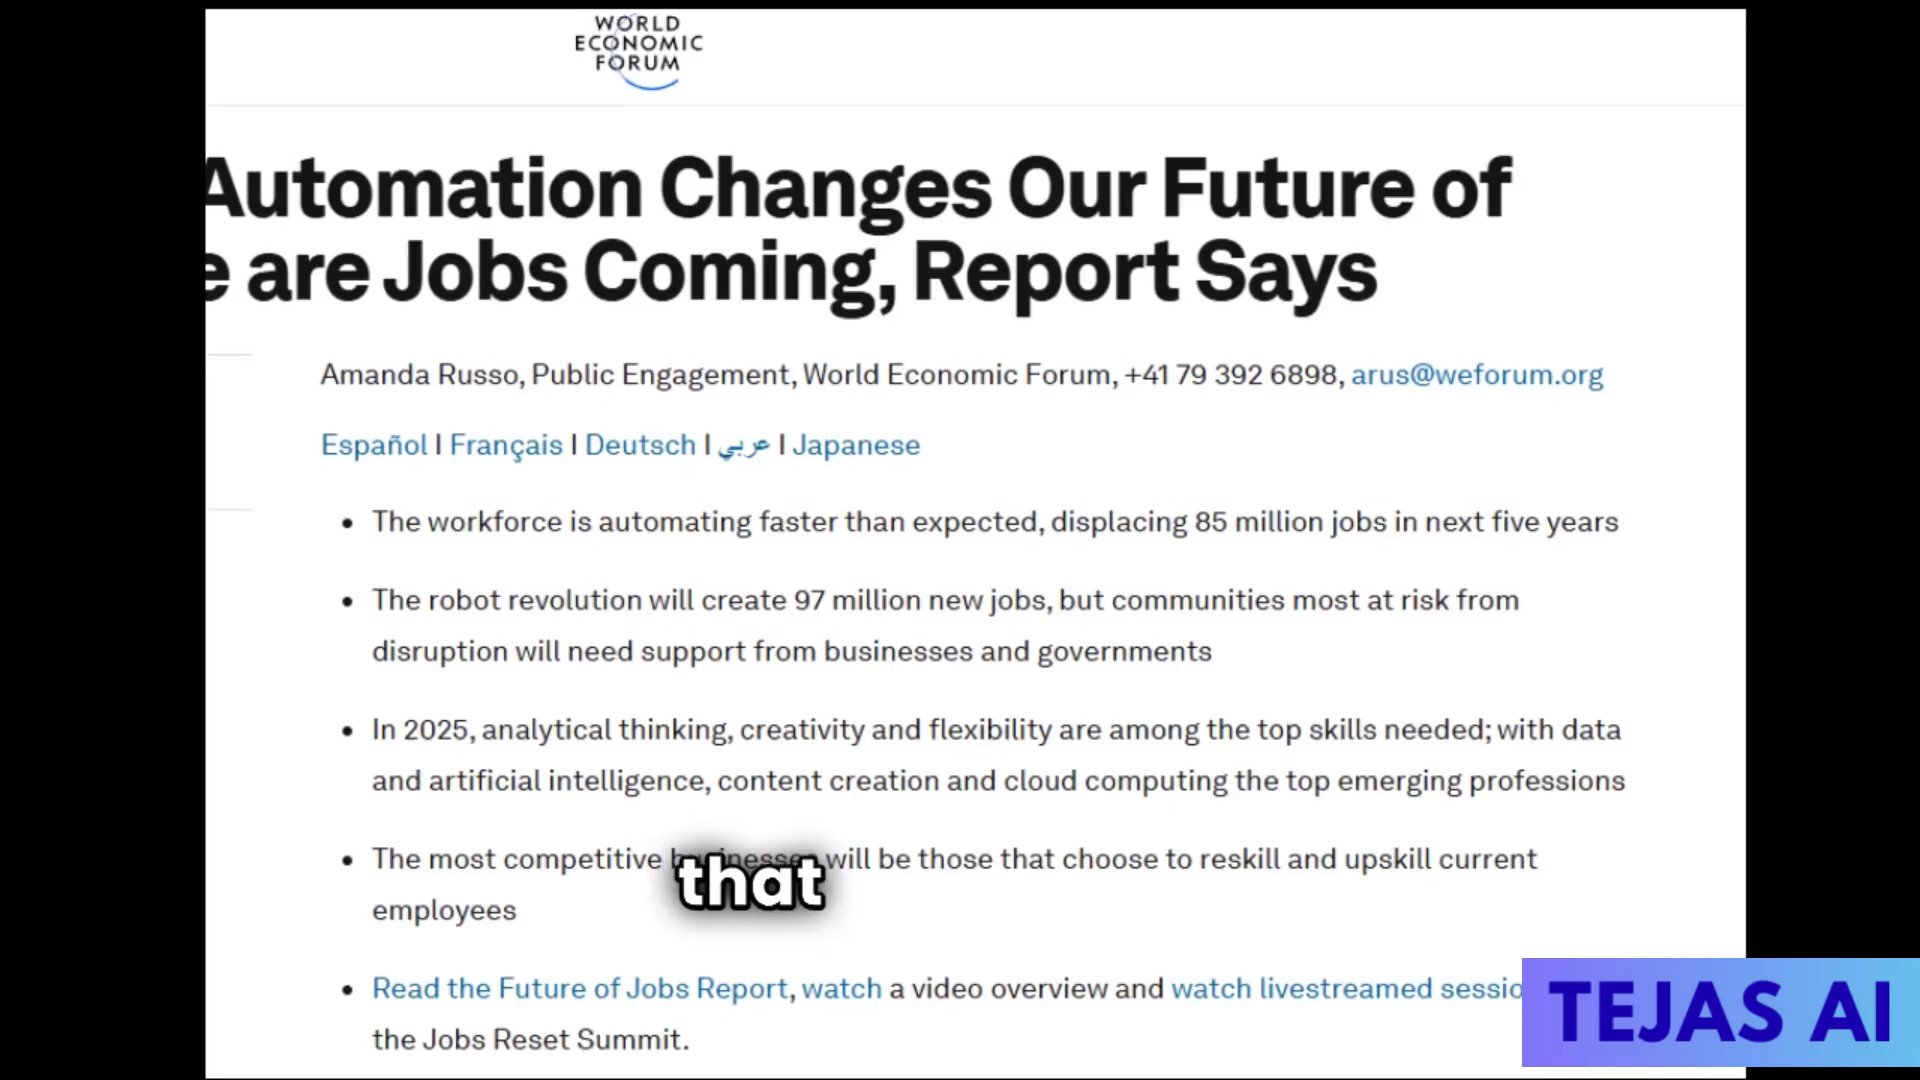 WORLD
ECONOMIC
FORUM
Automation Changes Our Future of
e are Jobs Coming, Report Says
Amanda Russo, Public Engagement, World Economic Forum, +41 79 392 6898, arus@weforum.org
Español | Français | Deutsch | عربي | Japanese
• The workforce is automating faster than expected, displacing 85 million jobs in next five years
• The robot revolution will create 97 million new jobs, but communities most at risk from
disruption will need support from businesses and governments
• In 2025, analytical thinking, creativity and flexibility are among the top skills needed; with data
and artificial intelligence, content creation and cloud computing the top emerging professions
• The most competitive businesses will be those that choose to reskill and upskill current
employees
that
• Read the Future of Jobs Report, watch a video overview and watch livestreamed sessio
the Jobs Reset Summit.
TEJAS AI